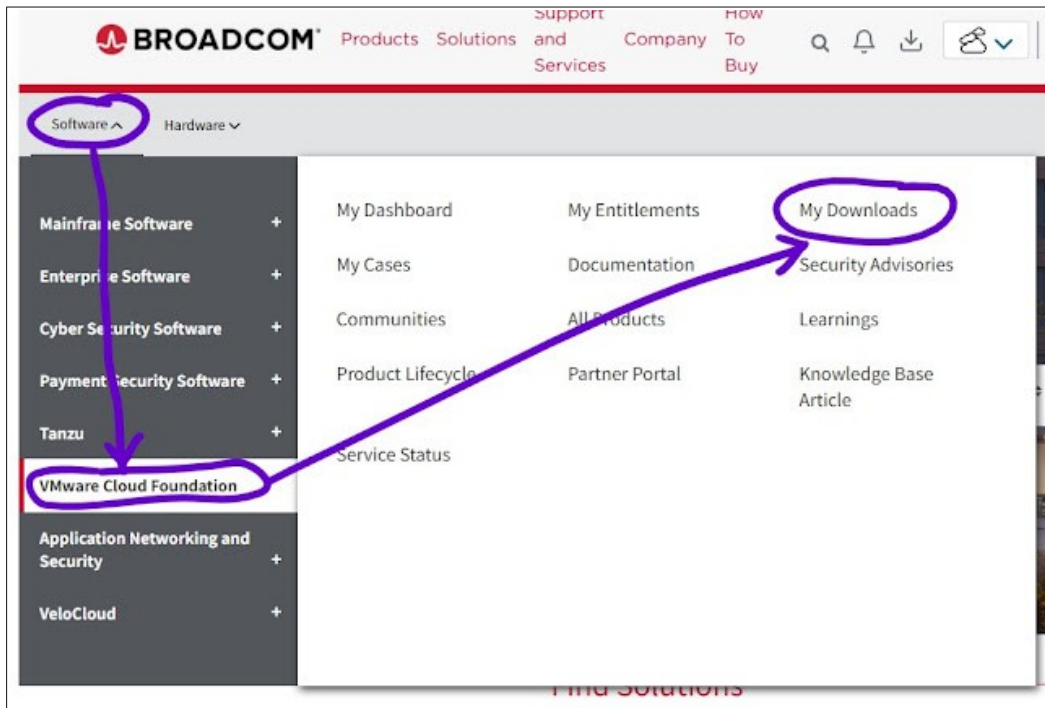 BROADCOM
Products
Solutions
Support
and
Services
Company
How
To
Buy
Software
Hardware
Mainframe Software +
Enterprise Software +
Cyber Security Software +
Payment Security Software +
Tanzu +
VMware Cloud Foundation
Application Networking and
Security +
VeloCloud +
My Dashboard
My Entitlements
My Downloads
My Cases
Documentation
Security Advisories
Communities
All Products
Learnings
Product Lifecycle
Partner Portal
Knowledge Base
Article
Service Status
Find Solutions